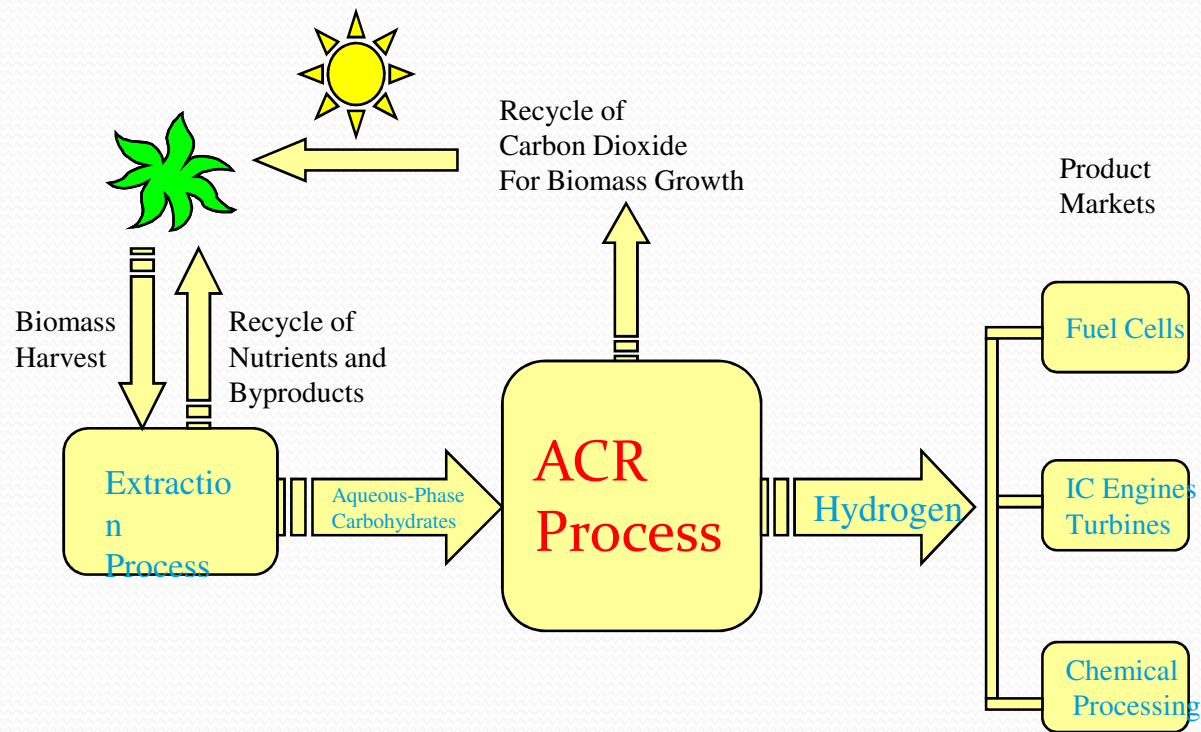 Recycle of
Carbon Dioxide
For Biomass Growth
Product
Markets
Biomass
Harvest
Recycle of
Nutrients and
Byproducts
Extractio
n
Process
Aqueous-Phase
Carbohydrates
ACR
Process
Hydrogen
Fuel Cells
IC Engines
Turbines
Chemical
Processing